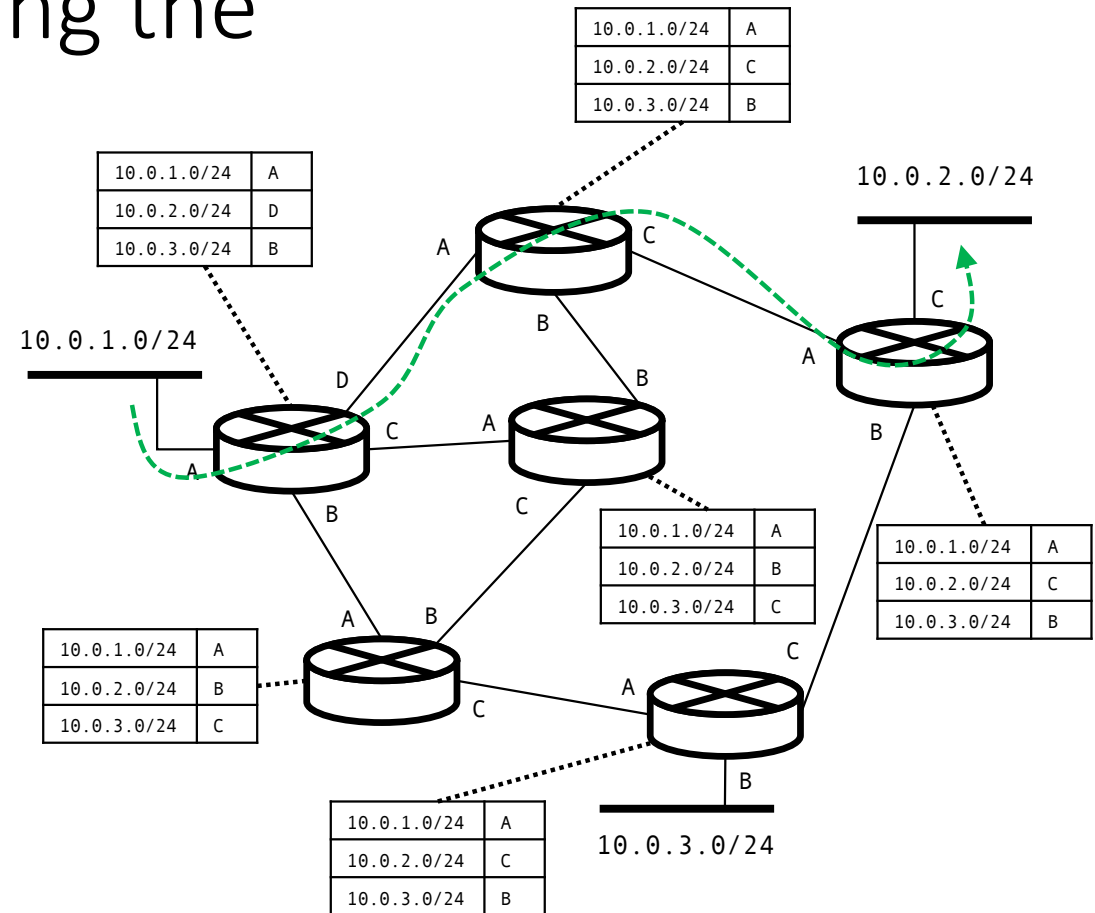 ng the
10.0.1.0/24 A
10.0.2.0/24 C
10.0.3.0/24 B
10.0.1.0/24 A
10.0.2.0/24 D
10.0.3.0/24 B
10.0.2.0/24
A
C
B
C
10.0.1.0/24
A
D
B
A
C
A
B
B
C
10.0.1.0/24 A
10.0.2.0/24 B
10.0.3.0/24 C
10.0.1.0/24 A
10.0.2.0/24 C
10.0.3.0/24 B
A
B
10.0.1.0/24 A
10.0.2.0/24 B
10.0.3.0/24 C
C
A
C
B
10.0.3.0/24
10.0.1.0/24 A
10.0.2.0/24 C
10.0.3.0/24 B